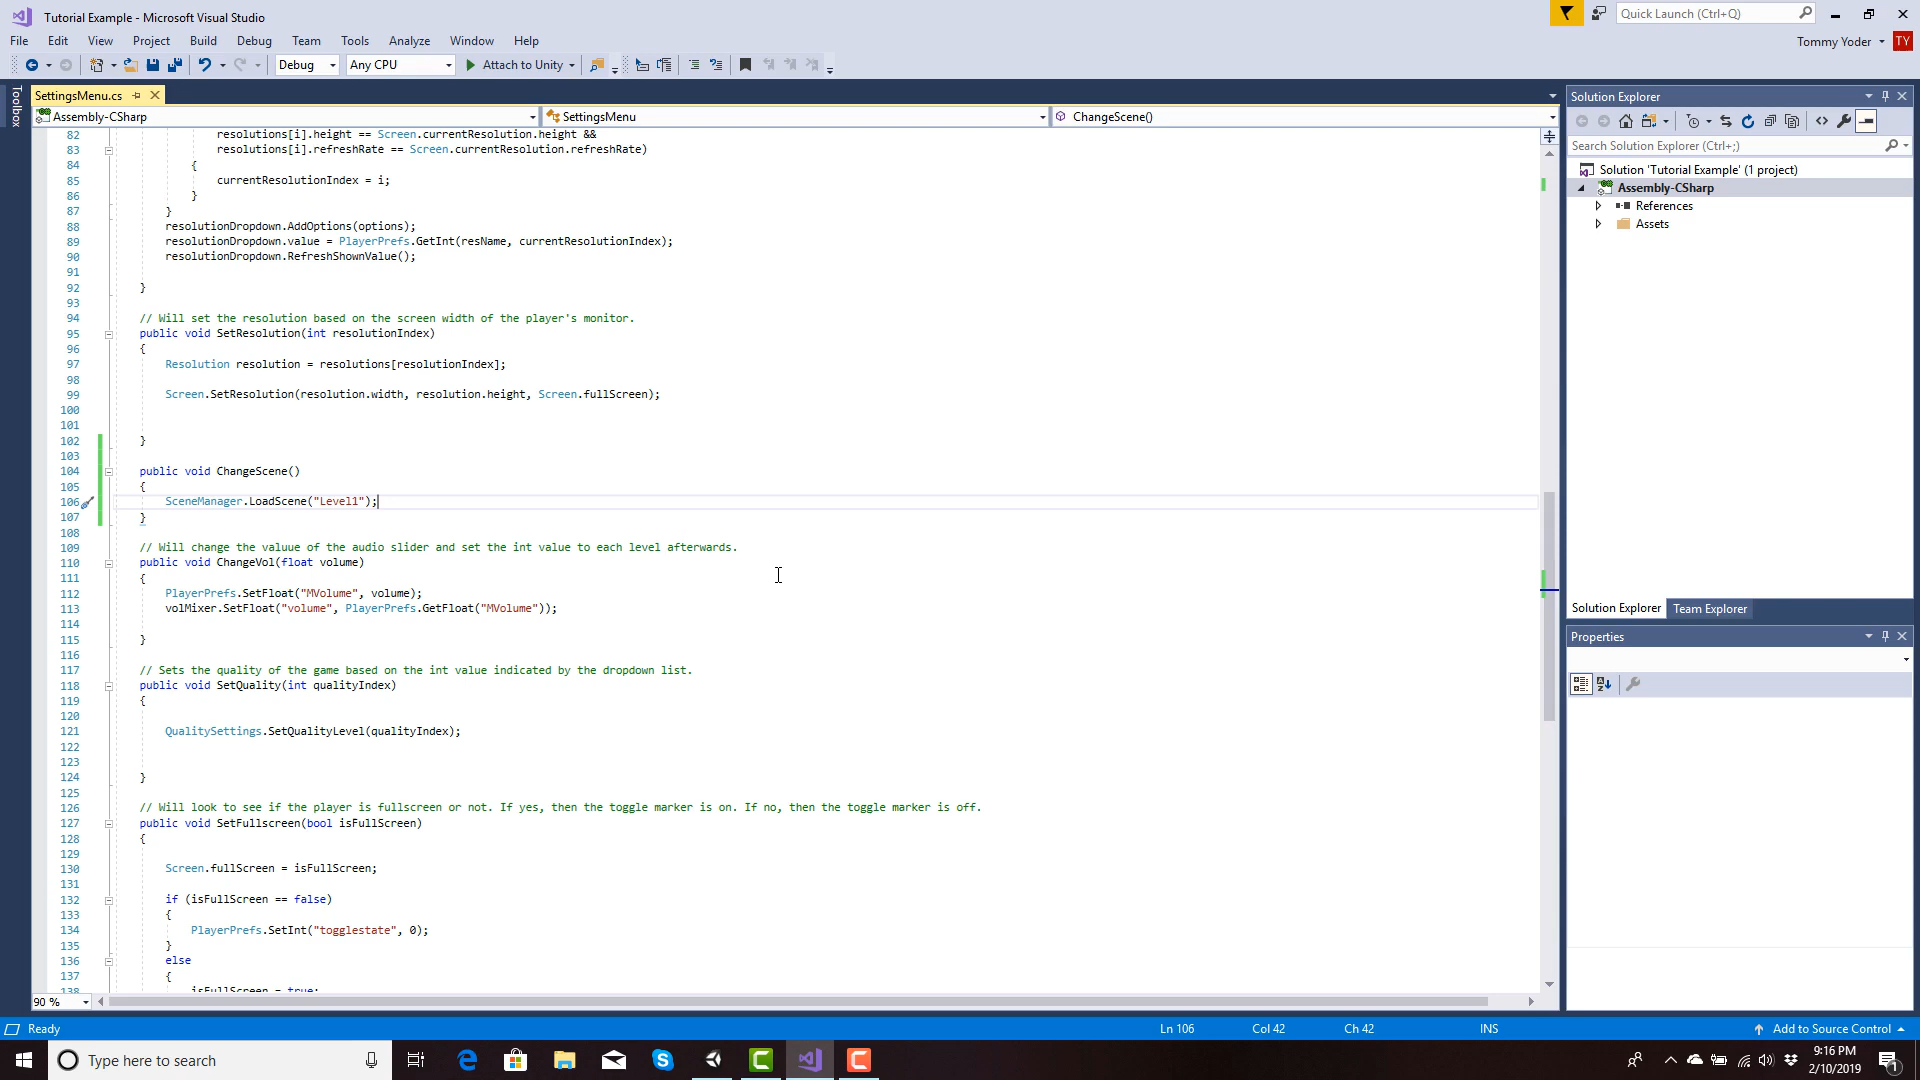 Tutorial Example - Microsoft Visual Studio
Quick Launch (Ctrl+Q)
File Edit View Project Build Debug Team Tools Analyze Window Help
Tommy Yoder TY
Debug Any CPU Attach to Unity
Toolbox
SettingsMenu.cs
Assembly-CSharp SettingsMenu ChangeScene()
82 resolutions[i].height == Screen.currentResolution.height &&
83 resolutions[i].refreshRate == Screen.currentResolution.refreshRate)
84 {
85 currentResolutionIndex = i;
86 }
87 }
88 resolutionDropdown.AddOptions(options);
89 resolutionDropdown.value = PlayerPrefs.GetInt(resName, currentResolutionIndex);
90 resolutionDropdown.RefreshShownValue();
91
92 }
93
94 // Will set the resolution based on the screen width of the player's monitor.
95 public void SetResolution(int resolutionIndex)
96 {
97 Resolution resolution = resolutions[resolutionIndex];
98
99 Screen.SetResolution(resolution.width, resolution.height, Screen.fullScreen);
100
101
102 }
103
104 public void ChangeScene()
105 {
106 SceneManager.LoadScene("Level1");
107 }
108
109 // Will change the valuue of the audio slider and set the int value to each level afterwards.
110 public void ChangeVol(float volume)
111 {
112 PlayerPrefs.SetFloat("MVolume", volume);
113 volMixer.SetFloat("volume", PlayerPrefs.GetFloat("MVolume"));
114
115 }
116
117 // Sets the quality of the game based on the int value indicated by the dropdown list.
118 public void SetQuality(int qualityIndex)
119 {
120
121 QualitySettings.SetQualityLevel(qualityIndex);
122
123
124 }
125
126 // Will look to see if the player is fullscreen or not. If yes, then the toggle marker is on. If no, then the toggle marker is off.
127 public void SetFullscreen(bool isFullScreen)
128 {
129
130 Screen.fullScreen = isFullScreen;
131
132 if (isFullScreen == false)
133 {
134 PlayerPrefs.SetInt("togglestate", 0);
135 }
136 else
137 {
138 isFullScreen = true;
90 %
Solution Explorer
Search Solution Explorer (Ctrl+;)
Solution 'Tutorial Example' (1 project)
Assembly-CSharp
References
Assets
Solution Explorer Team Explorer
Properties
Ready Ln 106 Col 42 Ch 42 INS Add to Source Control
Type here to search
9:16 PM
2/10/2019
1